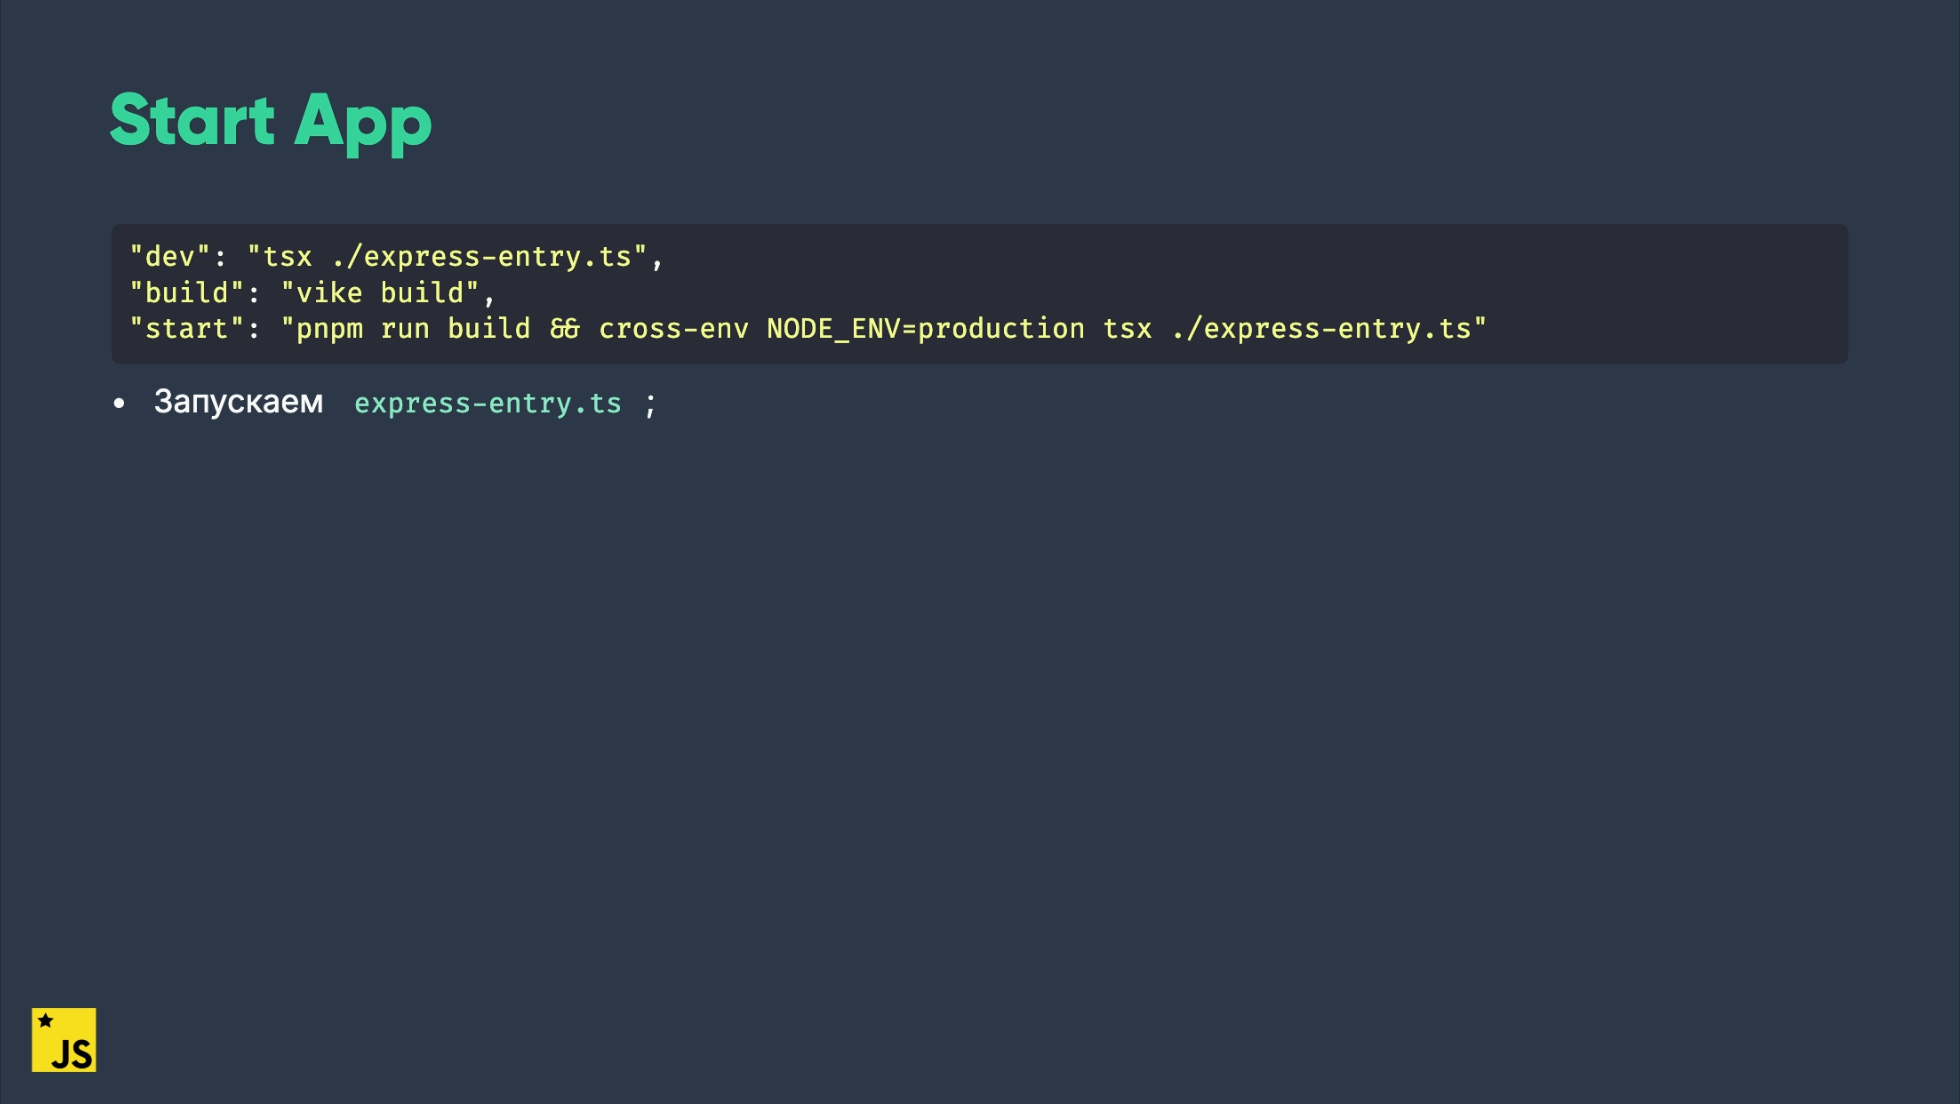 Start App
"dev": "tsx ./express-entry.ts",
"build": "vike build",
"start": "pnpm run build && cross-env NODE_ENV=production tsx ./express-entry.ts"
• Запускаем express-entry.ts ;
JS